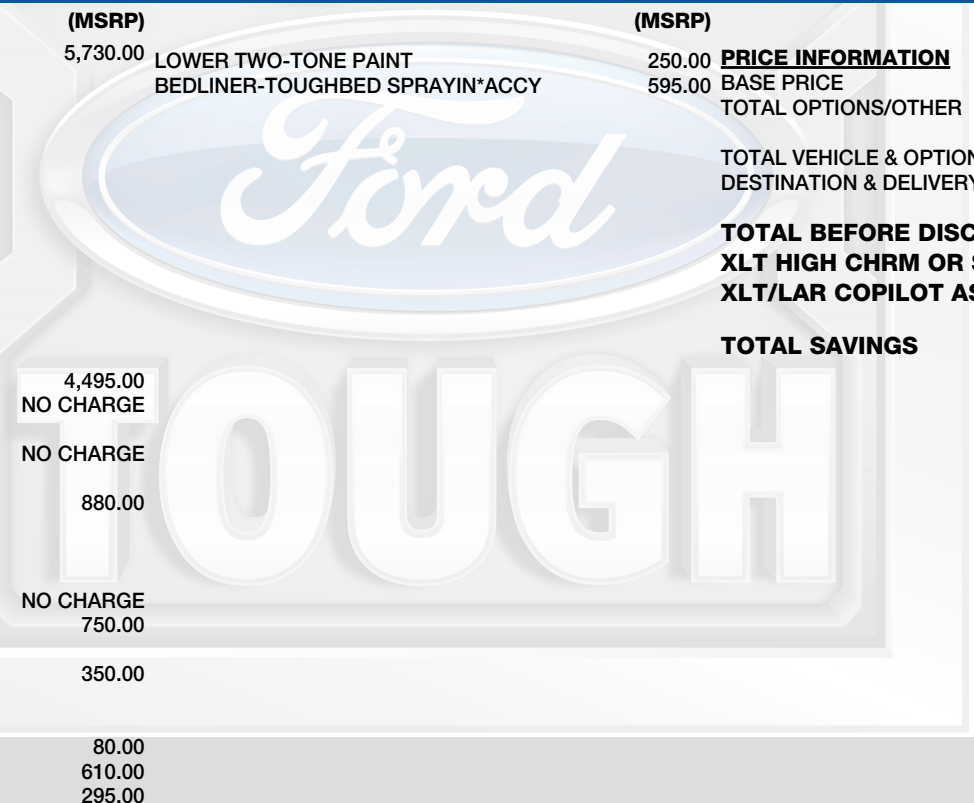 (MSRP)
5,730.00
4,495.00
NO CHARGE
NO CHARGE
880.00
NO CHARGE
750.00
350.00
80.00
610.00
295.00
(MSRP)
LOWER TWO-TONE PAINT 250.00
BEDLINER-TOUGHBED SPRAYIN*ACCY 595.00
PRICE INFORMATION
BASE PRICE
TOTAL OPTIONS/OTHER
TOTAL VEHICLE & OPTION
DESTINATION & DELIVERY
TOTAL BEFORE DISC
XLT HIGH CHRM OR
XLT/LAR COPILOT AS
TOTAL SAVINGS
Ford
TOUGH